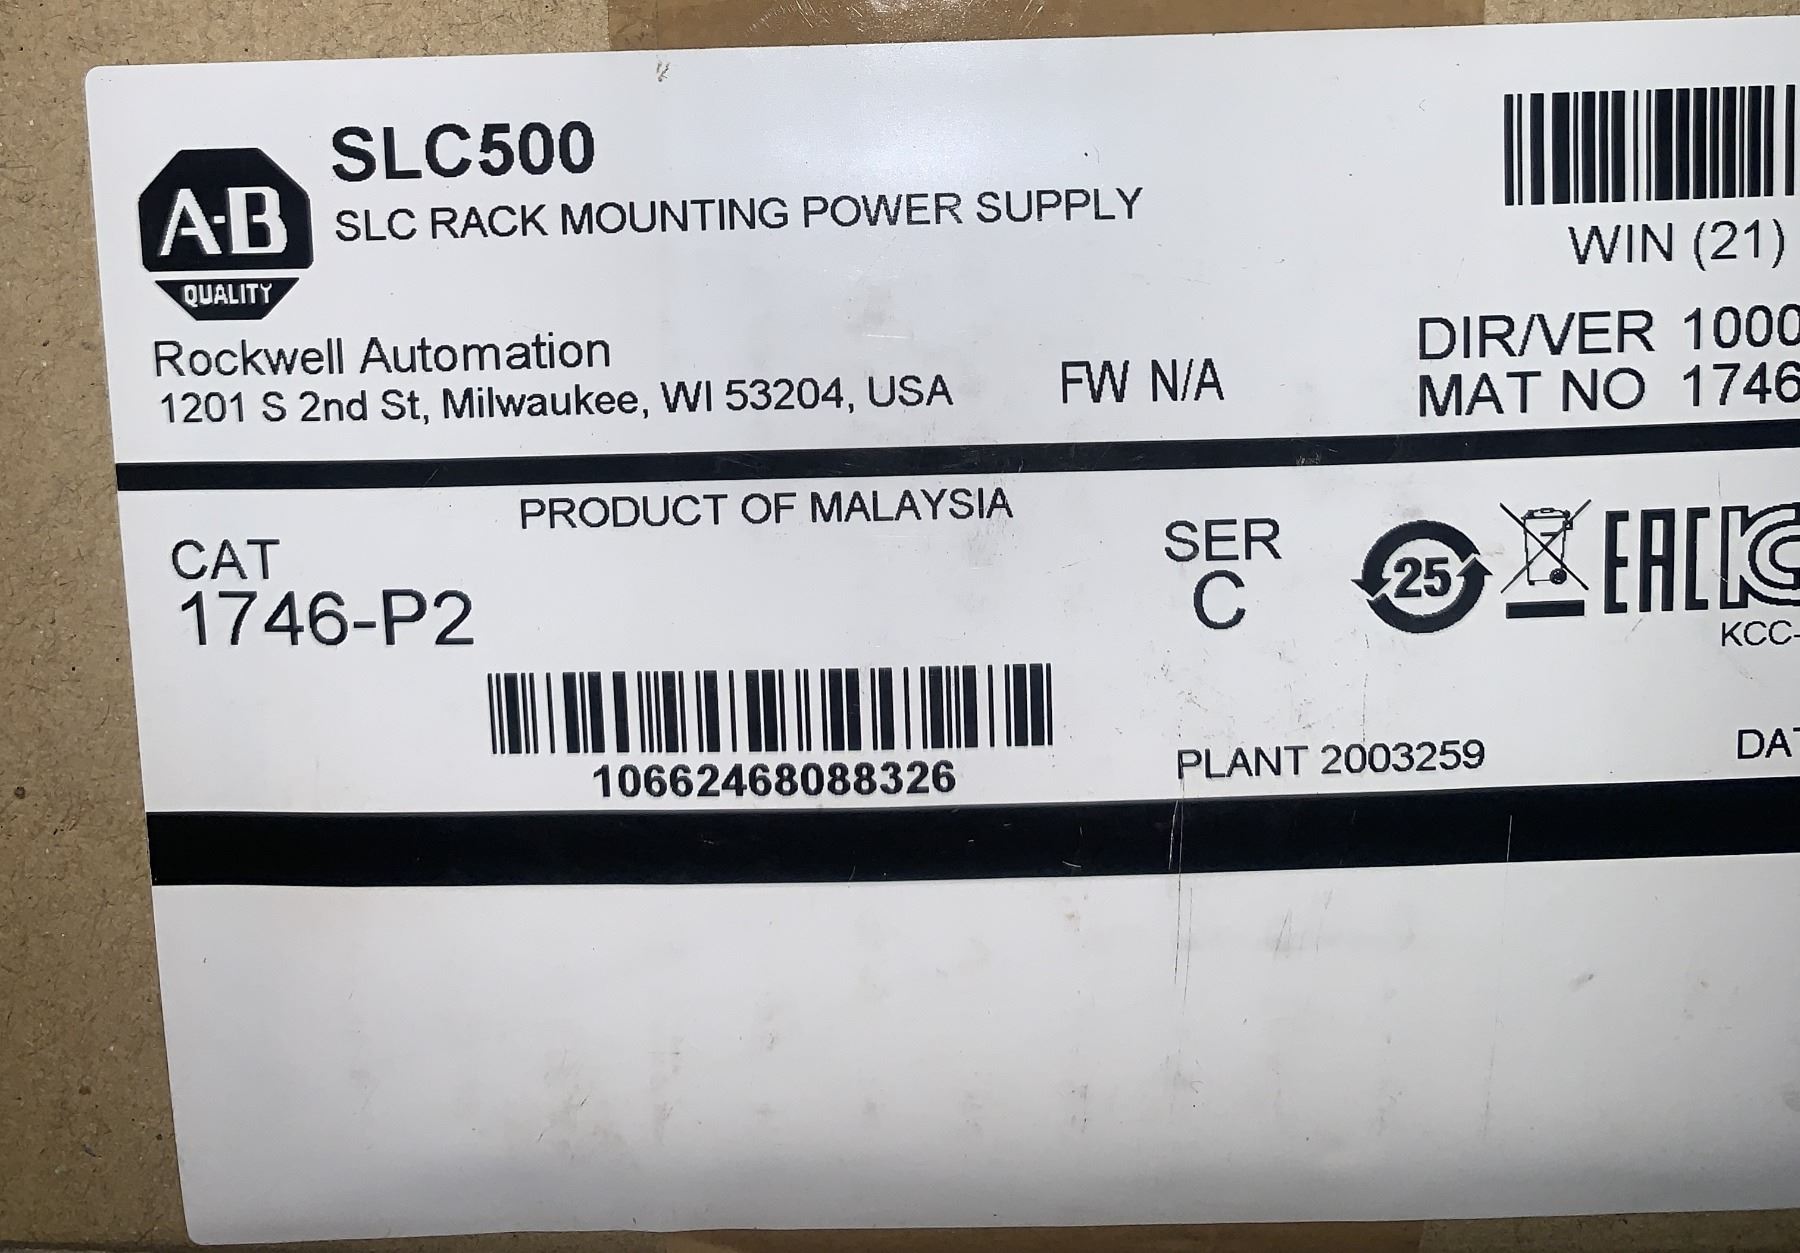 SLC500
SLC RACK MOUNTING POWER SUPPLY
A-B
QUALITY
WIN (21)
Rockwell Automation
1201 S 2nd St, Milwaukee, WI 53204, USA
FW N/A
DIR/VER 1000
MAT NO 1746
PRODUCT OF MALAYSIA
CAT
1746-P2
SER
C
25
EAC
KCC-
10662468088326
PLANT 2003259